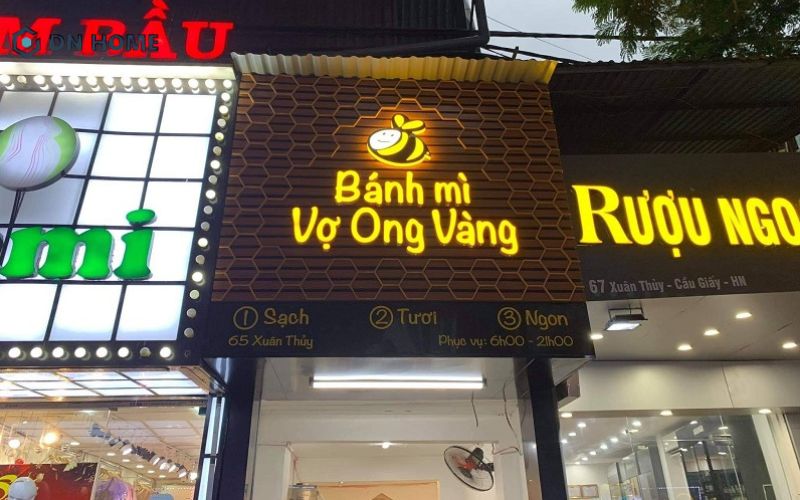 DN HOME
M BẦU
mi
Bánh mì
Vợ Ong Vàng
① Sạch ② Tươi ③ Ngon
65 Xuân Thủy Phục vụ: 6h00 - 21h00
RƯỢU NGO
67 Xuân Thủy - Cầu Giấy - HN